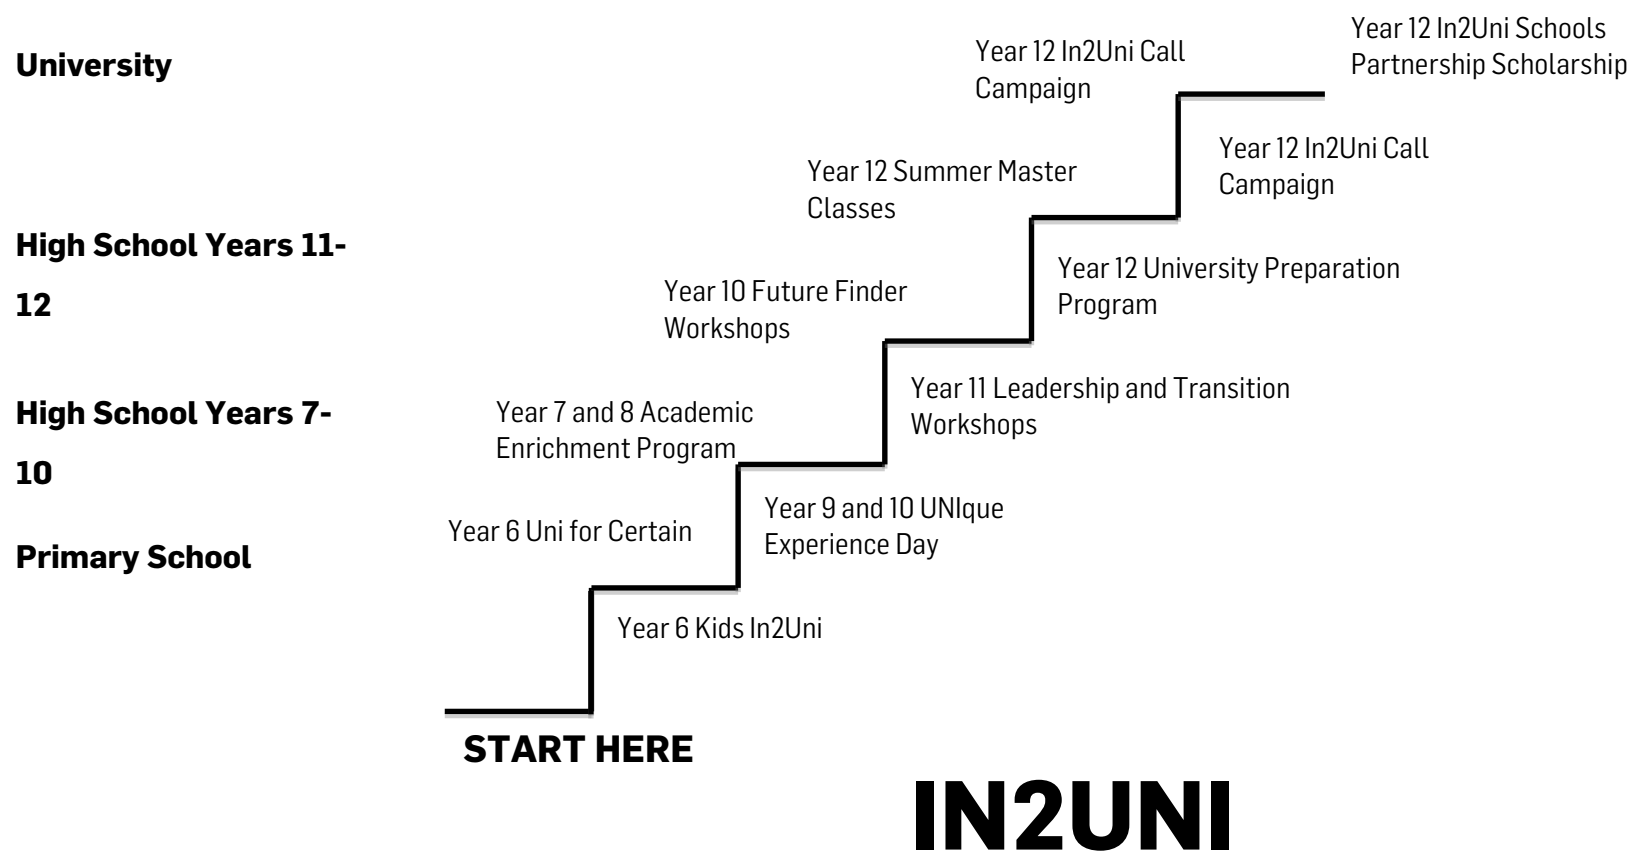 Year 12 In2Uni Schools
Partnership Scholarship
Year 12 In2Uni Call
Campaign
University
Year 12 In2Uni Call
Campaign
Year 12 Summer Master
Classes
High School Years 11-
12
Year 12 University Preparation
Program
Year 10 Future Finder
Workshops
Year 11 Leadership and Transition
Workshops
High School Years 7-
10
Year 7 and 8 Academic
Enrichment Program
Year 9 and 10 UNIque
Experience Day
Year 6 Uni for Certain
Primary School
Year 6 Kids In2Uni
START HERE
IN2UNI